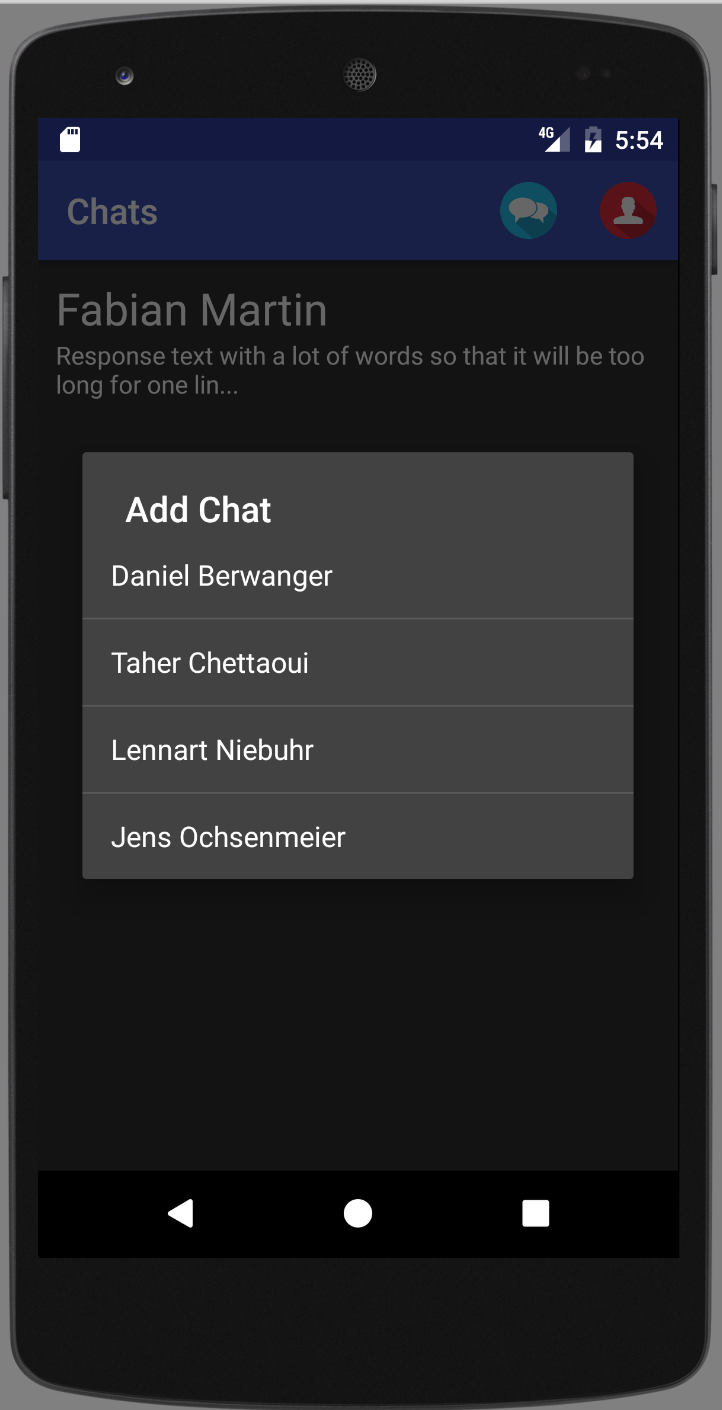 4G 5:54
Chats
Fabian Martin
Response text with a lot of words so that it will be too
long for one lin...
Add Chat
Daniel Berwanger
Taher Chettaoui
Lennart Niebuhr
Jens Ochsenmeier